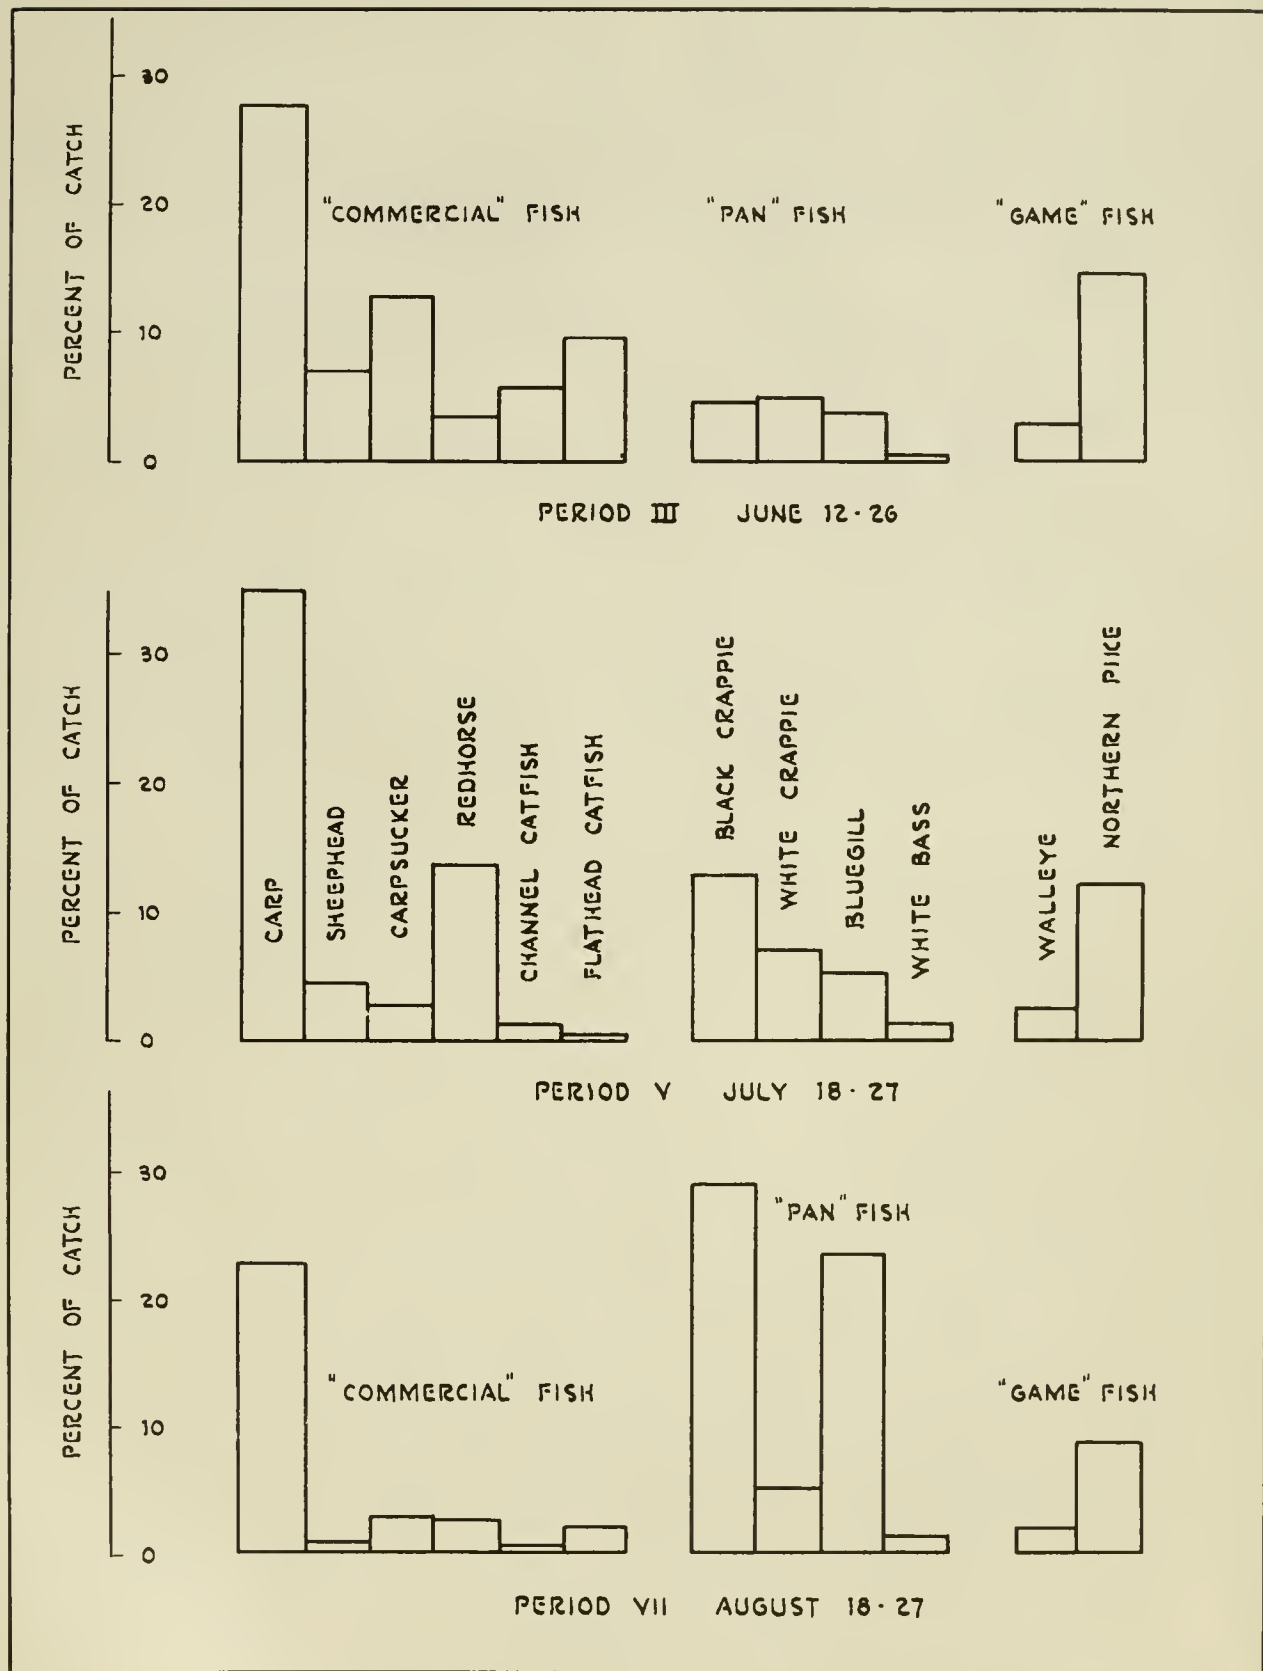 30
20
10
0
PERCENT OF CATCH
"COMMERCIAL" FISH
"PAN" FISH
"GAME" FISH
PERIOD III JUNE 12-26
30
20
10
0
PERCENT OF CATCH
CARP
SHEEPHEAD
CARPSUCKER
REDHORSE
CHANNEL CATFISH
FLATHEAD CATFISH
BLACK CRAPPIE
WHITE CRAPPIE
BLUEGILL
WHITE BASS
WALLEYE
NORTHERN PIKE
PERIOD V JULY 18-27
30
20
10
0
PERCENT OF CATCH
"COMMERCIAL" FISH
"PAN" FISH
"GAME" FISH
PERIOD VII AUGUST 18-27